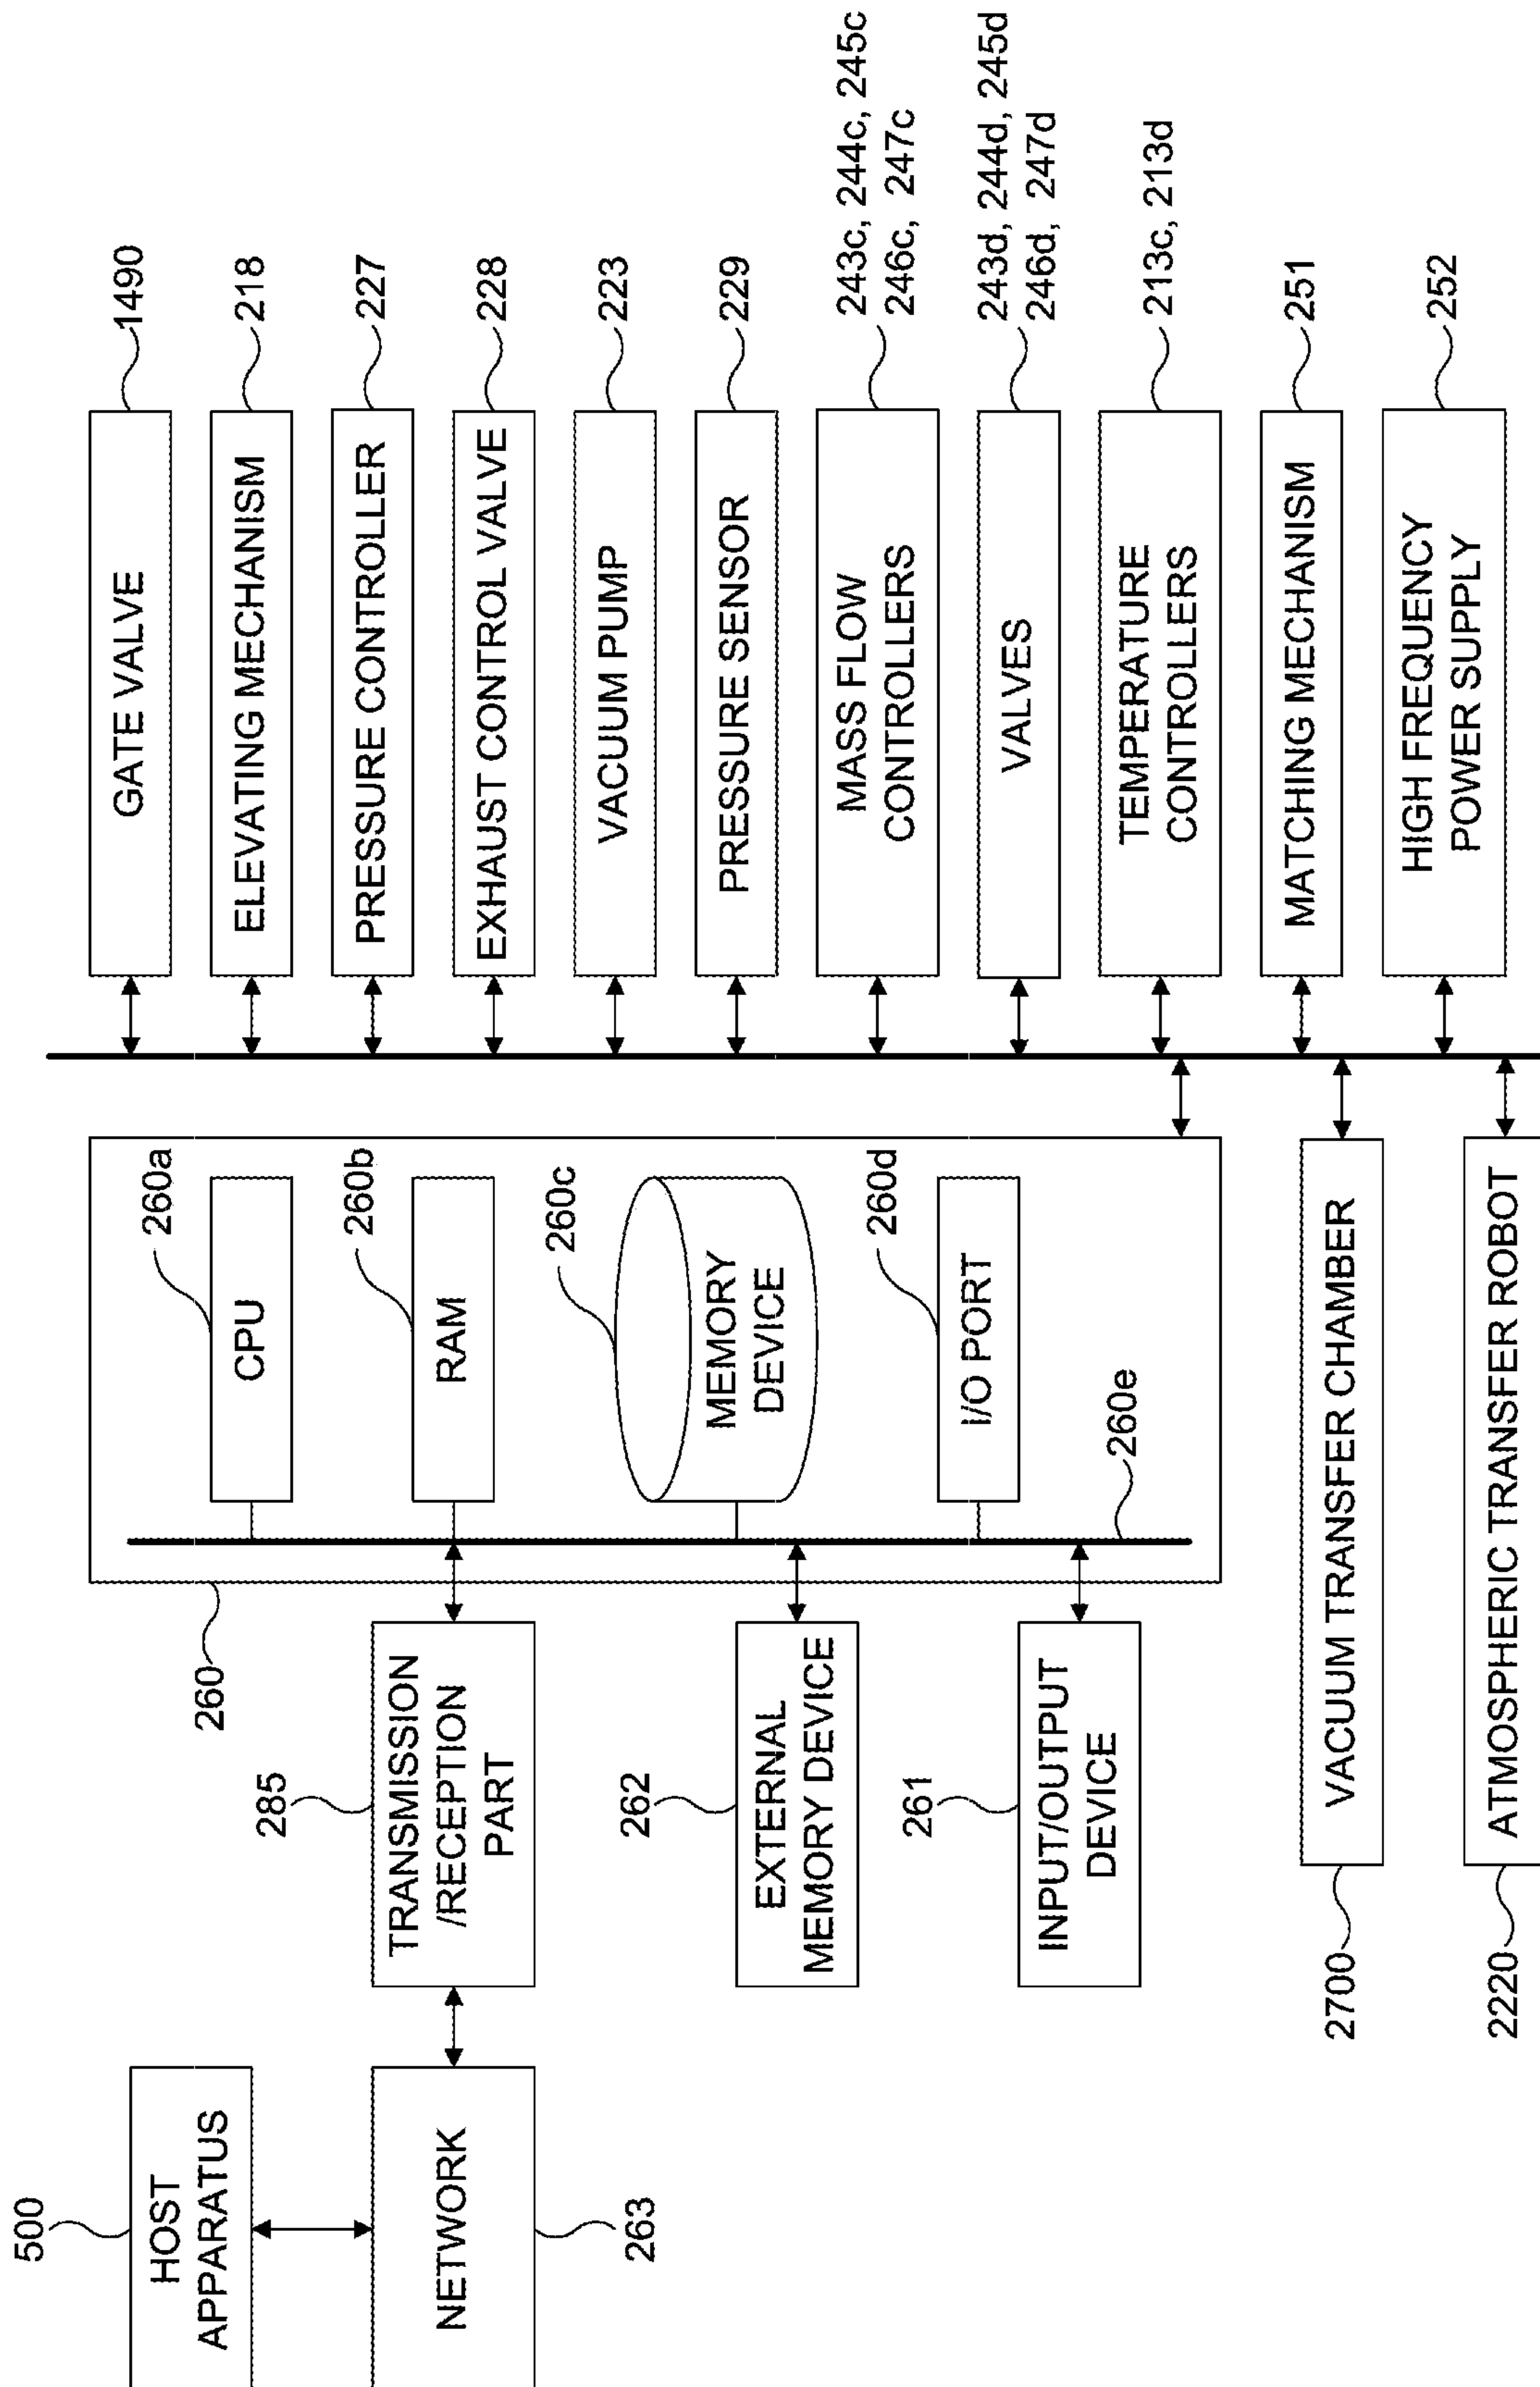 500
HOST
APPARATUS
NETWORK
263
285
TRANSMISSION
/RECEPTION
PART
262
EXTERNAL
MEMORY DEVICE
261
INPUT/OUTPUT
DEVICE
260
260a
CPU
260b
RAM
260c
MEMORY
DEVICE
260d
I/O PORT
260e
2700
VACUUM TRANSFER CHAMBER
2220
ATMOSPHERIC TRANSFER ROBOT
GATE VALVE
1490
ELEVATING MECHANISM
218
PRESSURE CONTROLLER
227
EXHAUST CONTROL VALVE
228
VACUUM PUMP
223
PRESSURE SENSOR
229
MASS FLOW
CONTROLLERS
243c, 244c, 245c
246c, 247c
VALVES
243d, 244d, 245d
246d, 247d
TEMPERATURE
CONTROLLERS
213c, 213d
MATCHING MECHANISM
251
HIGH FREQUENCY
POWER SUPPLY
252